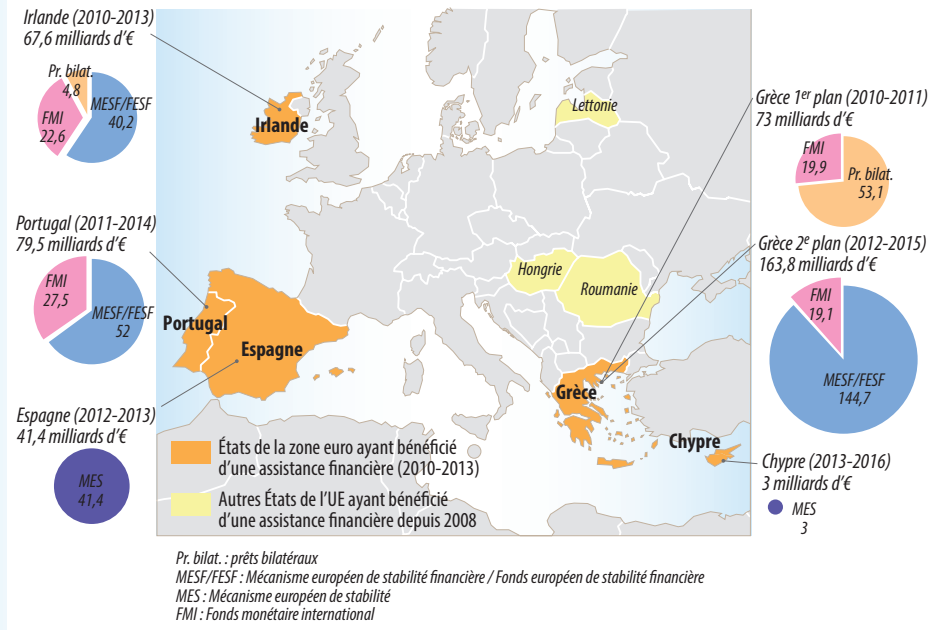 Irlande (2010-2013)
67,6 milliards d'€
Pr. bilat.
4,8
FMI
22,6
MESF/FESF
40,2
Portugal (2011-2014)
79,5 milliards d'€
FMI
27,5
MESF/FESF
52
Espagne (2012-2013)
41,4 milliards d'€
MES
41,4
Irlande
Lettonie
Hongrie
Roumanie
Portugal
Espagne
Grèce
Chypre
Grèce 1er plan (2010-2011)
73 milliards d'€
FMI
19,9
Pr. bilat.
53,1
Grèce 2e plan (2012-2015)
163,8 milliards d'€
FMI
19,1
MESF/FESF
144,7
Chypre (2013-2016)
3 milliards d'€
MES
3
États de la zone euro ayant bénéficié
d'une assistance financière (2010-2013)
Autres États de l'UE ayant bénéficié
d'une assistance financière depuis 2008
Pr. bilat. : prêts bilatéraux
MESF/FESF : Mécanisme européen de stabilité financière / Fonds européen de stabilité financière
MES : Mécanisme européen de stabilité
FMI : Fonds monétaire international